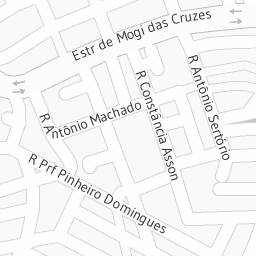 Estr de Mogi das Cruzes
R Antônio Sertório
R Constância Asson
R Antônio Machado
R Prf Pinheiro Domingues